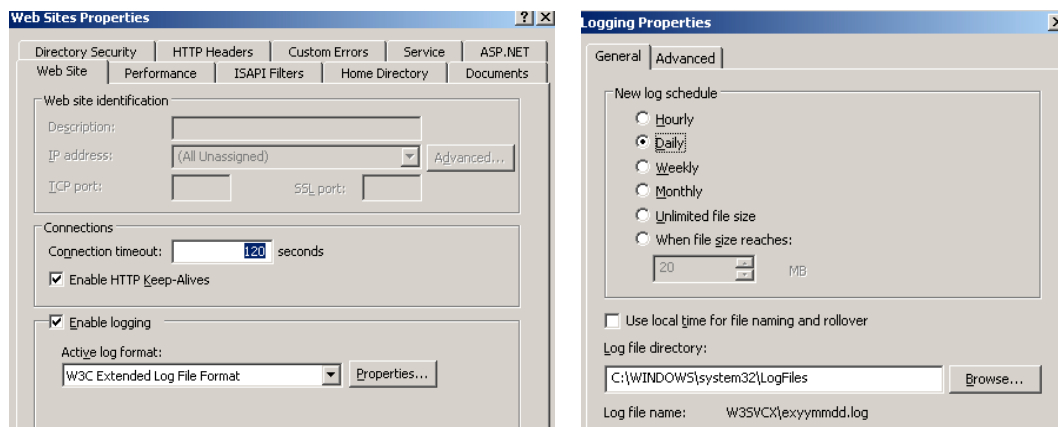 Web Sites Properties
Directory Security HTTP Headers Custom Errors Service ASP.NET
Web Site Performance ISAPI Filters Home Directory Documents
Web site identification
Description:
IP address: (All Unassigned) Advanced...
TCP port: SSL port:
Connections
Connection timeout: 120 seconds
Enable HTTP Keep-Alives
Enable logging
Active log format:
W3C Extended Log File Format Properties...
Logging Properties
General Advanced
New log schedule
Hourly
Daily
Weekly
Monthly
Unlimited file size
When file size reaches:
20 MB
Use local time for file naming and rollover
Log file directory:
C:\WINDOWS\system32\LogFiles Browse...
Log file name: W3SVCX\exyymmdd.log